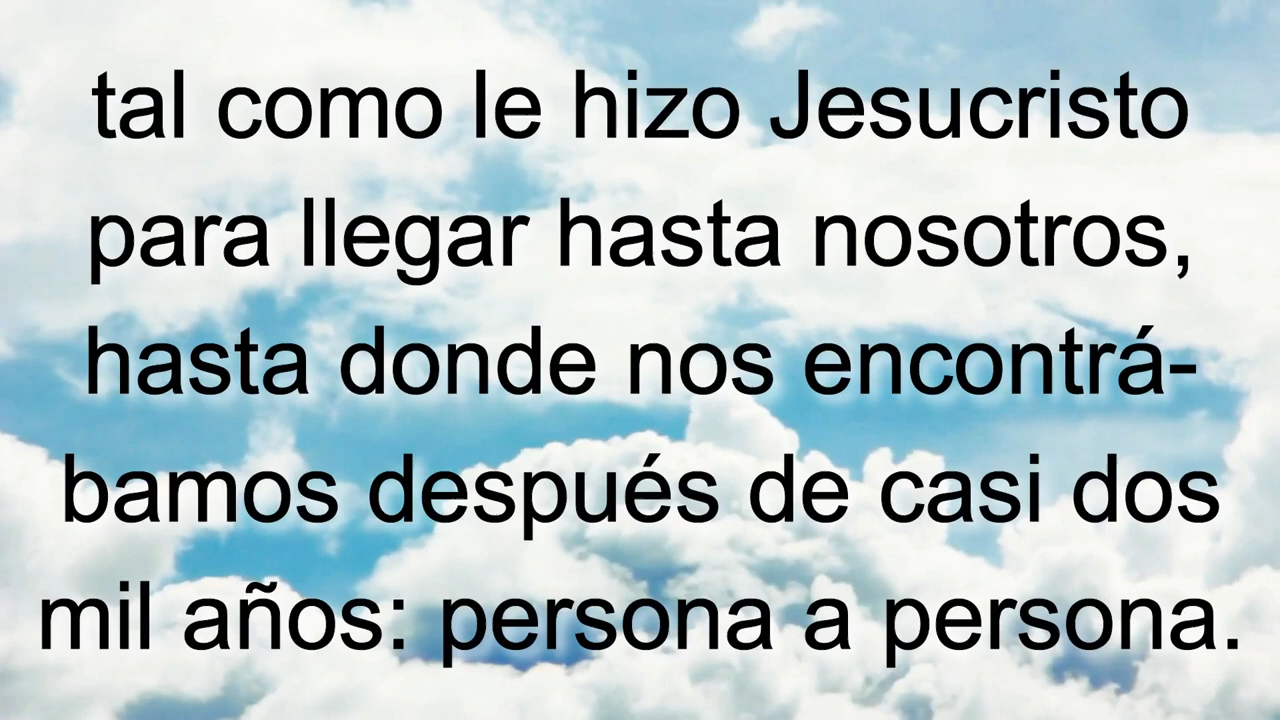 tal como le hizo Jesucristo
para llegar hasta nosotros,
hasta donde nos encontrá-
bamos después de casi dos
mil años: persona a persona.